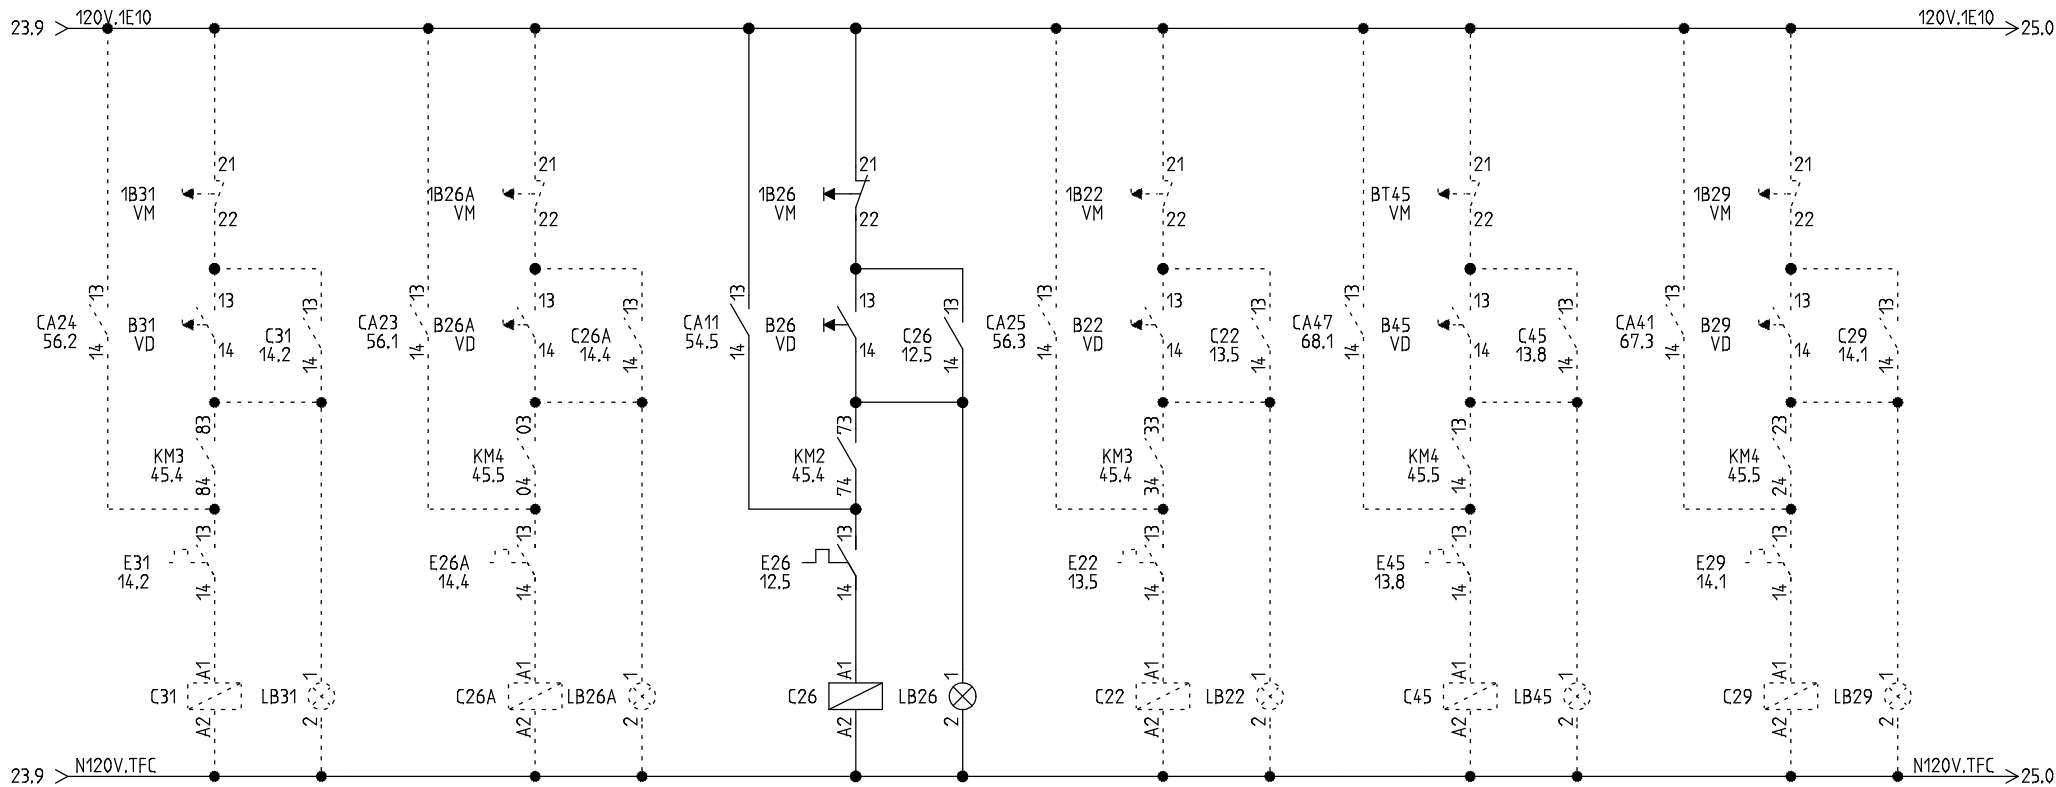 23.9
120V.1E10
120V.1E10
25.0
21
21
21
21
21
21
1B31
VM
1B26A
VM
1B26
VM
1B22
VM
BT45
VM
1B29
VM
22
22
22
22
22
22
CA24
56.2
13
14
B31
VD
13
14
C31
14.2
13
14
CA23
56.1
13
14
B26A
VD
13
14
C26A
14.4
13
14
CA11
54.5
13
14
B26
VD
13
14
C26
12.5
13
14
CA25
56.3
13
14
B22
VD
13
14
C22
13.5
13
14
CA47
68.1
13
14
B45
VD
13
14
C45
13.8
13
14
CA41
67.3
13
14
B29
VD
13
14
C29
14.1
13
14
KM3
45.4
83
84
KM4
45.5
03
04
KM2
45.4
73
74
KM3
45.4
33
34
KM4
45.5
13
14
KM4
45.5
23
24
E31
14.2
13
14
E26A
14.4
13
14
E26
12.5
13
14
E22
13.5
13
14
E45
13.8
13
14
E29
14.1
13
14
C31
A1
A2
LB31
1
2
C26A
A1
A2
LB26A
1
2
C26
A1
A2
LB26
1
2
C22
A1
A2
LB22
1
2
C45
A1
A2
LB45
1
2
C29
A1
A2
LB29
1
2
23.9
N120V.TFC
N120V.TFC
25.0